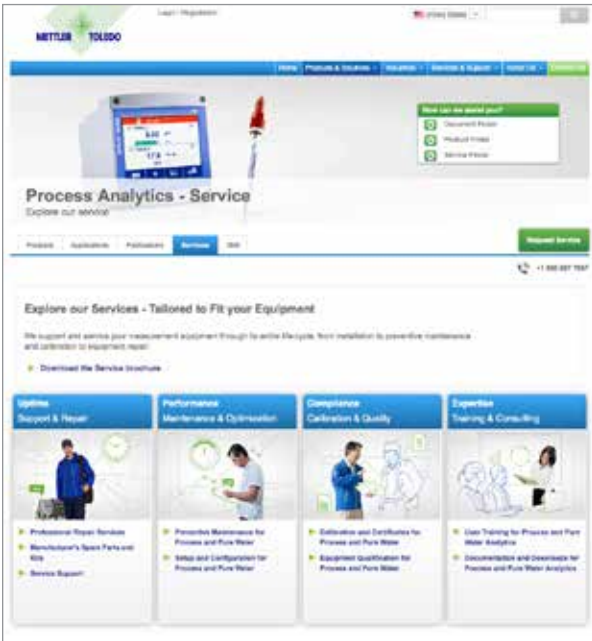 METTLER TOLEDO
Login / Registration
United States
Home Products & Solutions Industries Services & Support About Us Contact Us
How can we assist you?
Document Finder
Product Finder
Service Finder
Process Analytics - Service
Explore our service
Products Applications Publications Services
Request Service
Explore our Services - Tailored to Fit your Equipment
We support and service your measurement equipment through its entire life-cycle, from installation to preventive maintenance
and calibration to equipment repair.
Download the Service brochure
Uptime
Support & Repair
Performance
Maintenance & Optimization
Compliance
Calibration & Quality
Expertise
Training & Consulting
Professional Repair Services
Manufacturer's Spare Parts and
Kits
Service Support
Preventive Maintenance for
Process and Pure Water
Setup and Configuration for
Process and Pure Water
Calibration and Certificates for
Process and Pure Water
Equipment Qualification for
Process and Pure Water
User Training for Process and Pure
Water Analytics
Documentation and Downloads for
Process and Pure Water Analytics